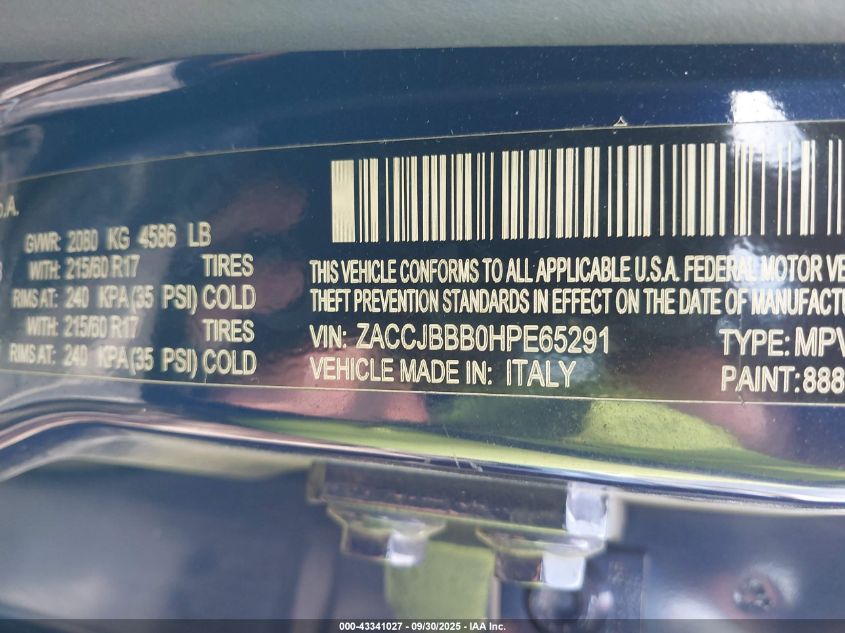 p.A.
GVWR: 2080 KG 4586 LB
WITH: 215/60 R17 TIRES
RIMS AT: 240 KPA(35 PSI) COLD
WITH: 215/60 R17 TIRES
RIMS AT: 240 KPA(35 PSI) COLD
THIS VEHICLE CONFORMS TO ALL APPLICABLE U.S.A. FEDERAL MOTOR VE
THEFT PREVENTION STANDARDS IN EFFECT ON THE DATE OF MANUFACTU
VIN: ZACCJBBB0HPE65291 TYPE: MPV
VEHICLE MADE IN: ITALY PAINT:888
000-43341027 - 09/30/2025 - IAA Inc.